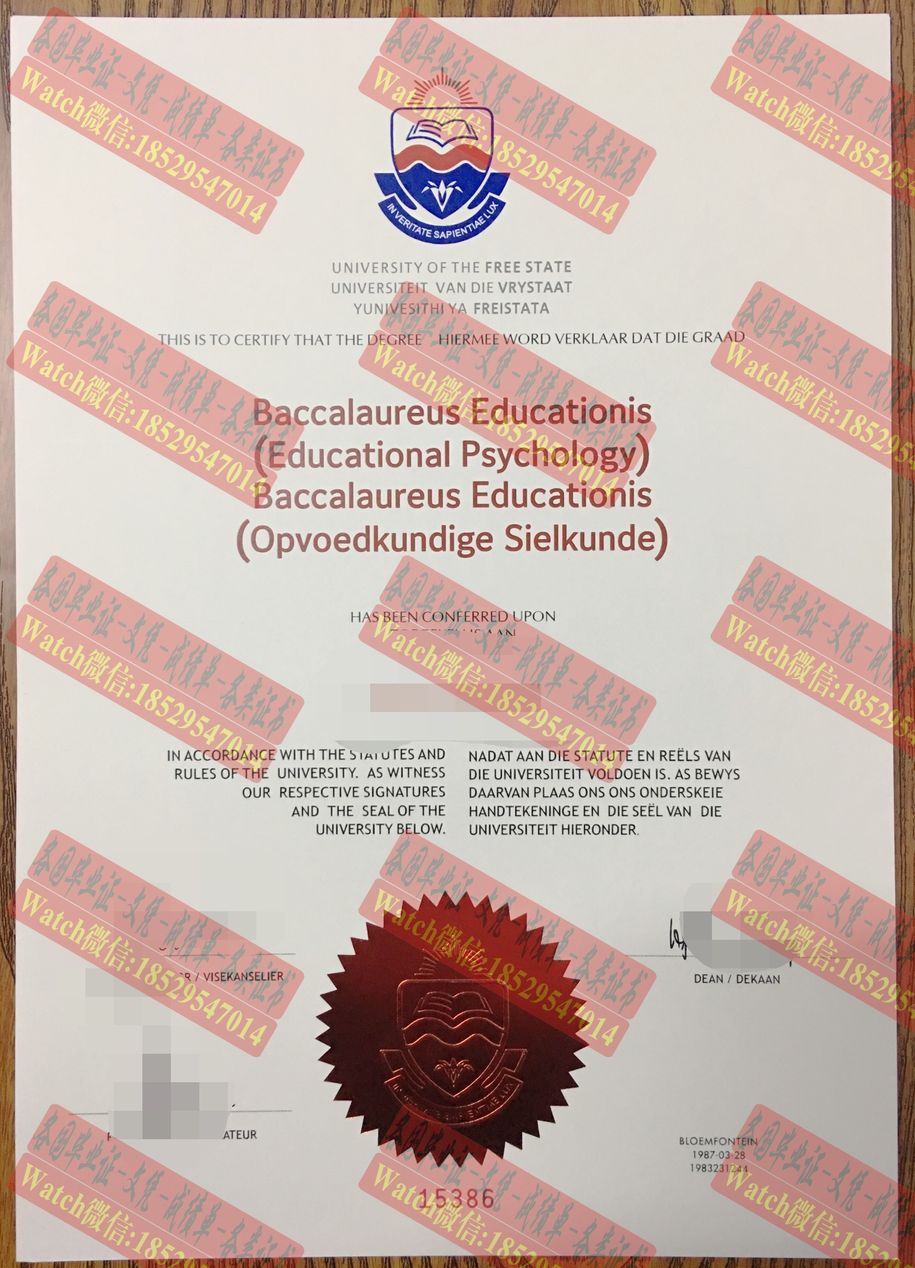 各国毕业证-文凭-成绩单-各类证书
Watch微信:18529547014
IN VERITATE SAPIENTIAE LUX
UNIVERSITY OF THE FREE STATE
UNIVERSITEIT VAN DIE VRYSTAAT
YUNIVESITHI YA FREISTATA
THIS IS TO CERTIFY THAT THE DEGREE HIERMEE WORD VERKLAAR DAT DIE GRAAD
Baccalaureus Educationis
(Educational Psychology)
Baccalaureus Educationis
(Opvoedkundige Sielkunde)
HAS BEEN CONFERRED UPON
IN ACCORDANCE WITH THE STATUTES AND
RULES OF THE UNIVERSITY. AS WITNESS
OUR RESPECTIVE SIGNATURES
AND THE SEAL OF THE
UNIVERSITY BELOW.
NADAT AAN DIE STATUTE EN REËLS VAN
DIE UNIVERSITEIT VOLDOEN IS. AS BEWYS
DAARVAN PLAAS ONS ONS ONDERSKEIE
HANDTEKENINGE EN DIE SEËL VAN DIE
UNIVERSITEIT HIERONDER.
/ VISEKANSELIER
DEAN / DEKAAN
BLOEMFONTEIN
1987-03-28
1983231244
15386